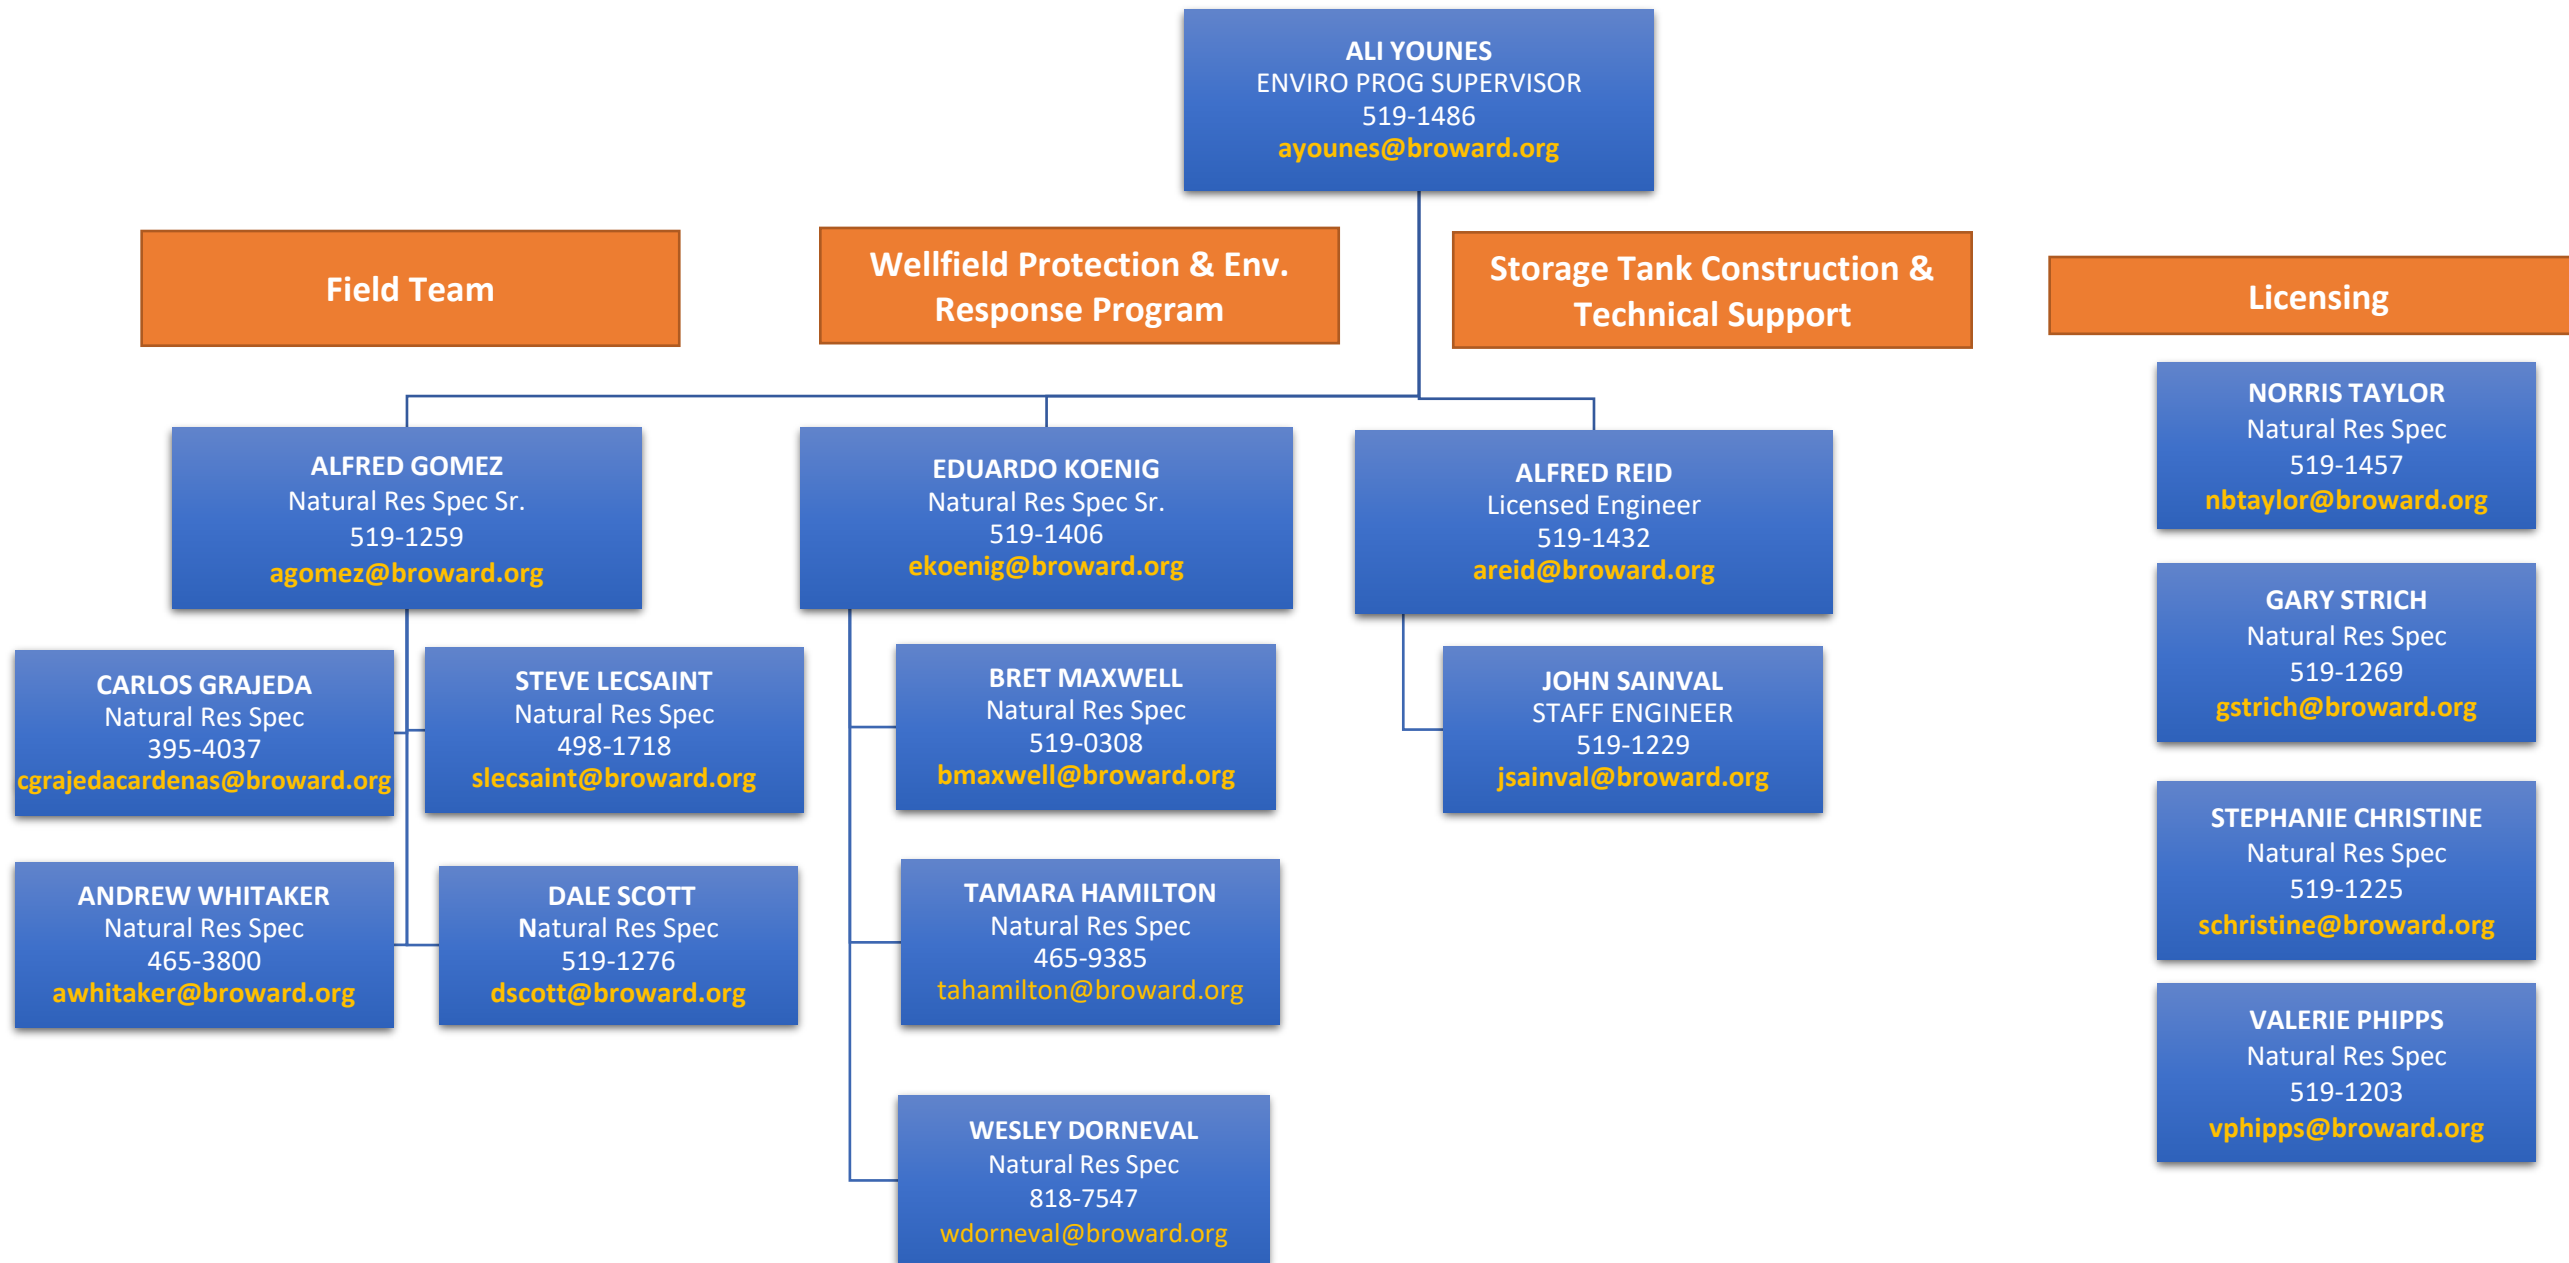 ALI YOUNES
ENVIRO PROG SUPERVISOR
519-1486
ayounes@broward.org
Field Team
Wellfield Protection & Env.
Response Program
Storage Tank Construction &
Technical Support
Licensing
ALFRED GOMEZ
Natural Res Spec Sr.
519-1259
agomez@broward.org
EDUARDO KOENIG
Natural Res Spec Sr.
519-1406
ekoenig@broward.org
ALFRED REID
Licensed Engineer
519-1432
areid@broward.org
CARLOS GRAJEDA
Natural Res Spec
395-4037
cgrajedacardenas@broward.org
STEVE LECSAINT
Natural Res Spec
498-1718
slecsaint@broward.org
ANDREW WHITAKER
Natural Res Spec
465-3800
awhitaker@broward.org
DALE SCOTT
Natural Res Spec
519-1276
dscott@broward.org
BRET MAXWELL
Natural Res Spec
519-0308
bmaxwell@broward.org
TAMARA HAMILTON
Natural Res Spec
465-9385
tahamilton@broward.org
WESLEY DORNEVAL
Natural Res Spec
818-7547
wdorneval@broward.org
JOHN SAINVAL
STAFF ENGINEER
519-1229
jsainval@broward.org
NORRIS TAYLOR
Natural Res Spec
519-1457
nbtaylor@broward.org
GARY STRICH
Natural Res Spec
519-1269
gstrich@broward.org
STEPHANIE CHRISTINE
Natural Res Spec
519-1225
schristine@broward.org
VALERIE PHIPPS
Natural Res Spec
519-1203
vphipps@broward.org